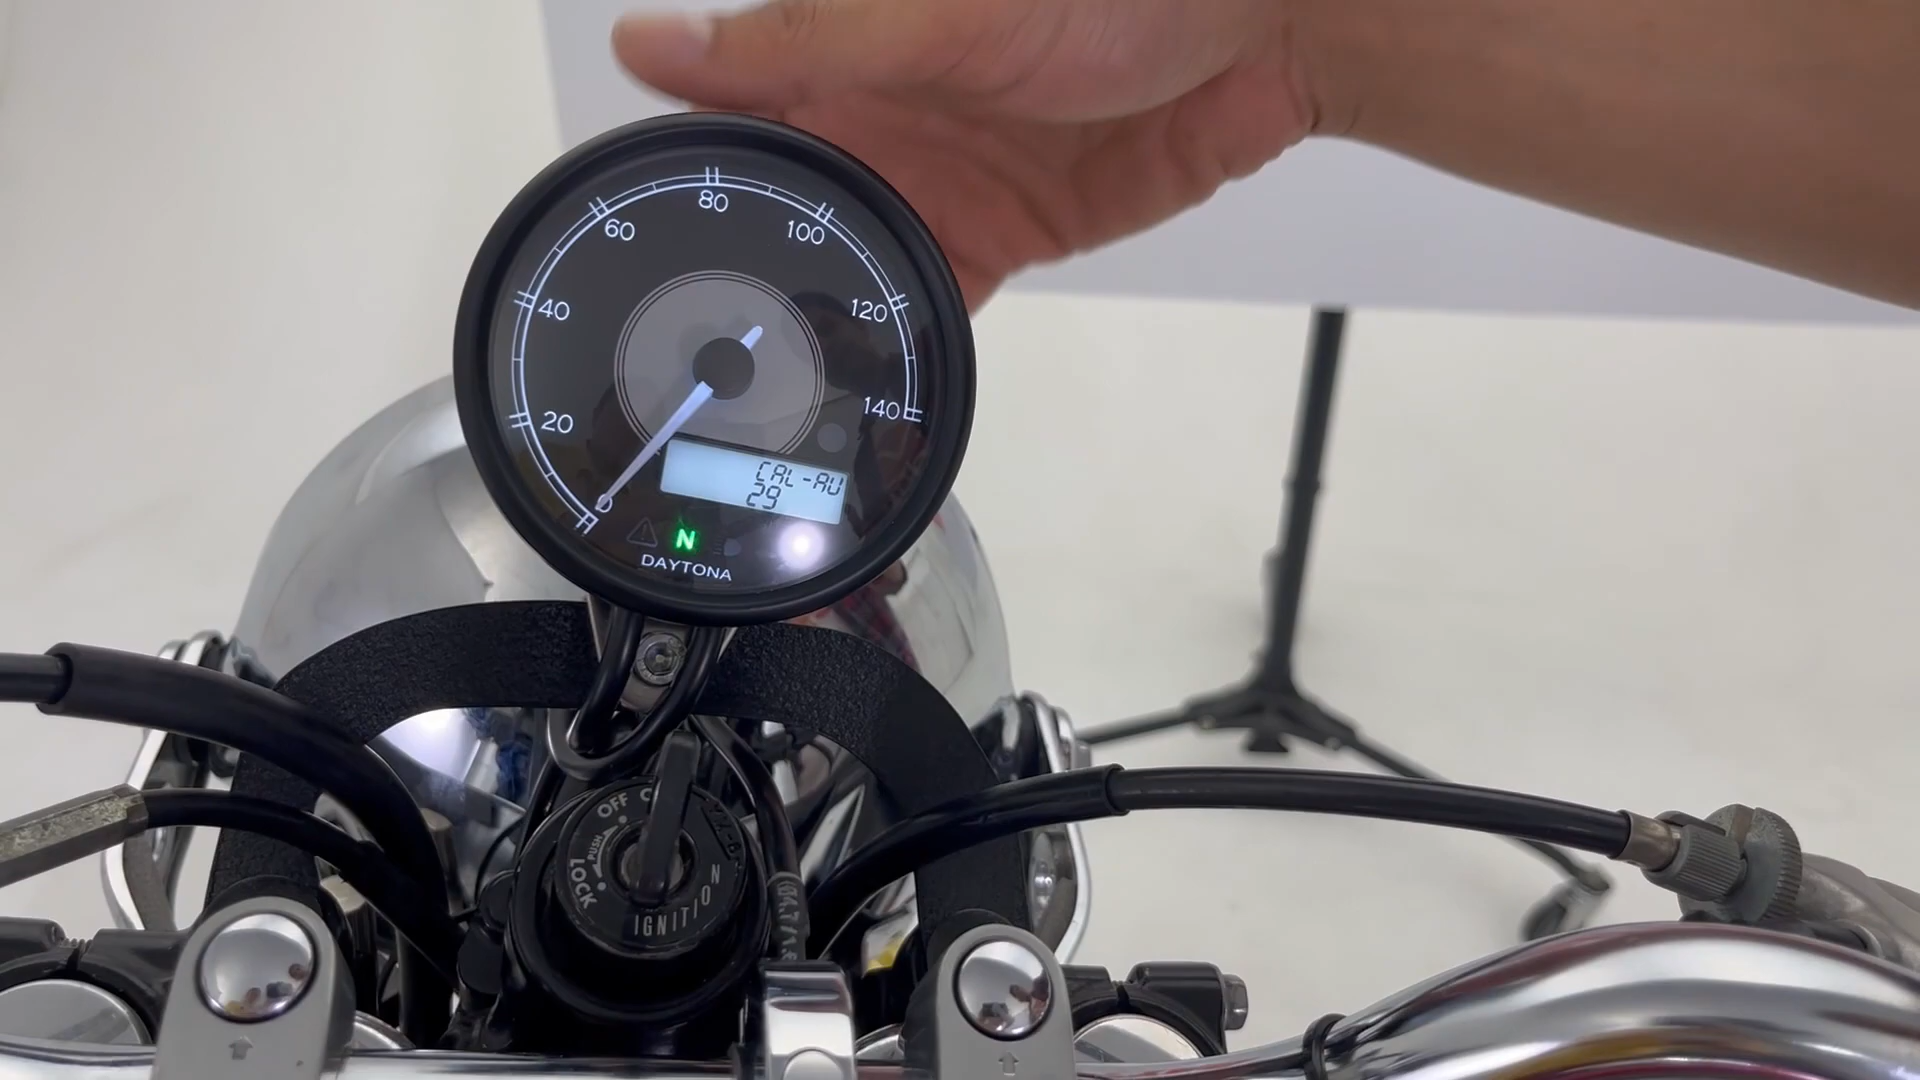 80
60
100
40
120
140
20
0
CAL-AU
29
N
DAYTONA
OFF
PUSH
LOCK
IGNITION